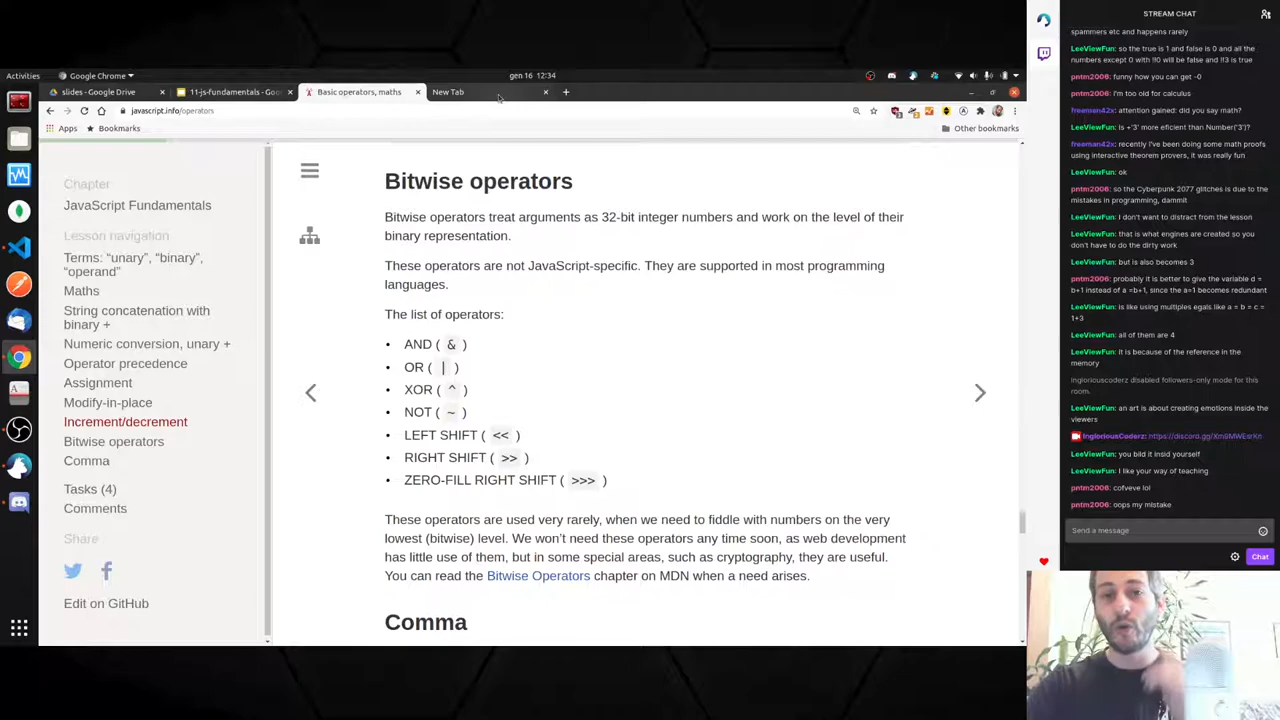 Activities
Google Chrome
gen 16 12:34
slides - Google Drive
11-js-fundamentals - Goo
Basic operators, maths
New Tab
javascript.info/operators
Apps
Bookmarks
Other bookmarks
Chapter
JavaScript Fundamentals
Lesson navigation
Terms: “unary”, “binary”,
“operand”
Maths
String concatenation with
binary +
Numeric conversion, unary +
Operator precedence
Assignment
Modify-in-place
Increment/decrement
Bitwise operators
Comma
Tasks (4)
Comments
Share
Edit on GitHub
Bitwise operators
Bitwise operators treat arguments as 32-bit integer numbers and work on the level of their
binary representation.
These operators are not JavaScript-specific. They are supported in most programming
languages.
The list of operators:
• AND ( & )
• OR ( | )
• XOR ( ^ )
• NOT ( ~ )
• LEFT SHIFT ( << )
• RIGHT SHIFT ( >> )
• ZERO-FILL RIGHT SHIFT ( >>> )
These operators are used very rarely, when we need to fiddle with numbers on the very
lowest (bitwise) level. We won’t need these operators any time soon, as web development
has little use of them, but in some special areas, such as cryptography, they are useful.
You can read the Bitwise Operators chapter on MDN when a need arises.
Comma
STREAM CHAT
spammers etc and happens rarely
LeeViewFun: so the true is 1 and false is 0 and all the
numbers except 0 with !!0 will be false and !!3 is true
pntm2006: funny how you can get -0
pntm2006: i'm too old for calculus
freeman42x: attention gained: did you say math?
LeeViewFun: Is +'3' more eficient than Number('3')?
freeman42x: recently I've been doing some math proofs
using interactive theorem provers, it was really fun
LeeViewFun: ok
pntm2006: so the Cyberpunk 2077 glitches is due to the
mistakes in programming, dammit
LeeViewFun: I don't want to distract from the lesson
LeeViewFun: that is what engines are created so you
don't have to do the dirty work
LeeViewFun: but is also becomes 3
pntm2006: probably it is better to give the variable d =
b+1 instead of a =b+1, since the a=1 becomes redundant
LeeViewFun: is like using multiples egals like a = b = c =
1+3
LeeViewFun: all of them are 4
LeeViewFun: it is because of the reference in the
memory
ingloriouscoderz disabled followers-only mode for this
room.
LeeViewFun: an art is about creating emotions inside the
viewers
IngloriousCoderz:
LeeViewFun: you bild it insid yourself
LeeViewFun: I like your way of teaching
pntm2006: cofveve lol
pntm2006: oops my mistake
Send a message
Chat